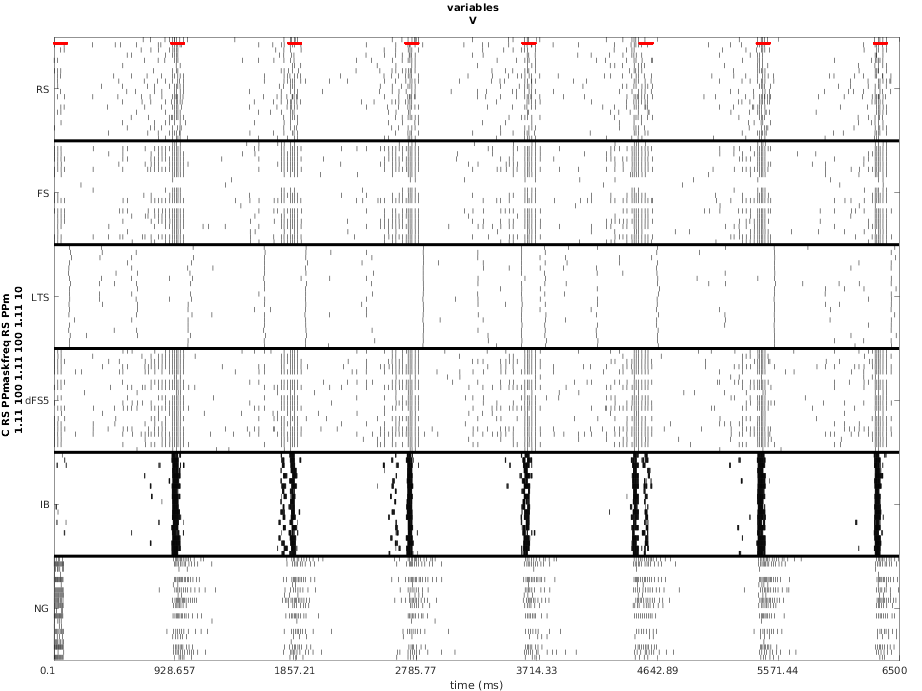 variables
V
RS
FS
LTS
dFS5
IB
NG
C RS PPmaskfreq RS PPm
1.11 100 1.11 100 1.11 10
0.1 928.657 1857.21 2785.77 3714.33 4642.89 5571.44 6500
time (ms)